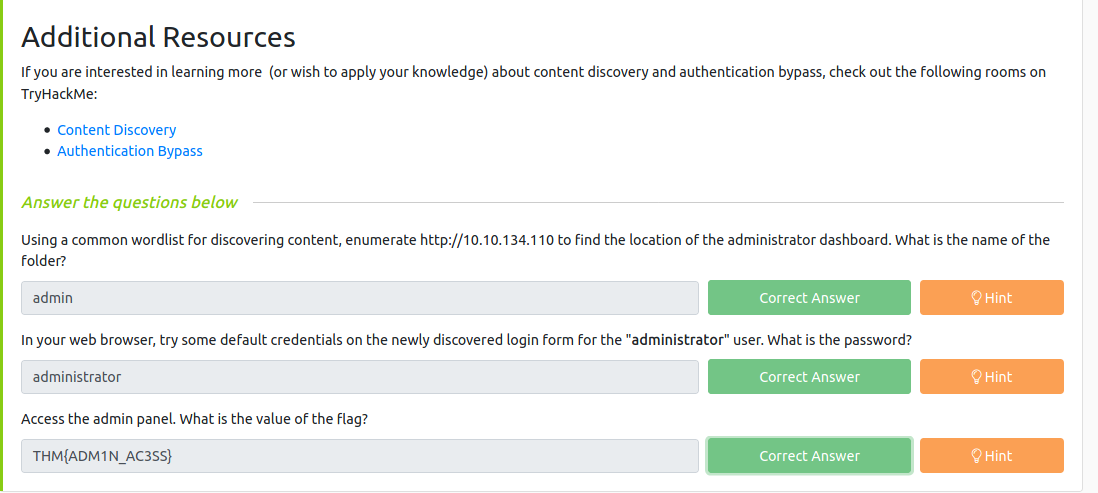 Additional Resources
If you are interested in learning more (or wish to apply your knowledge) about content discovery and authentication bypass, check out the following rooms on
TryHackMe:
Content Discovery
Authentication Bypass
Answer the questions below
Using a common wordlist for discovering content, enumerate http://10.10.134.110 to find the location of the administrator dashboard. What is the name of the
folder?
admin
Correct Answer
Hint
In your web browser, try some default credentials on the newly discovered login form for the "administrator" user. What is the password?
administrator
Correct Answer
Hint
Access the admin panel. What is the value of the flag?
THM{ADM1N_AC3SS}
Correct Answer
Hint